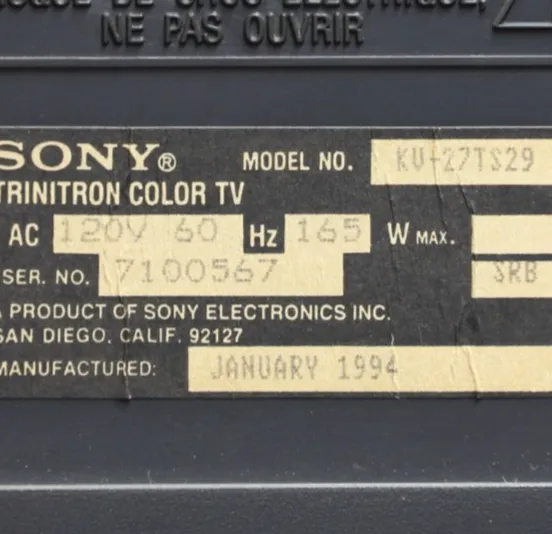 NE PAS OUVRIR
SONY® MODEL NO. KV-27TS29
TRINITRON COLOR TV
AC 120V 60 Hz 165 W MAX.
SER. NO. 7100567 SRB
A PRODUCT OF SONY ELECTRONICS INC.
SAN DIEGO, CALIF. 92127
MANUFACTURED: JANUARY 1994